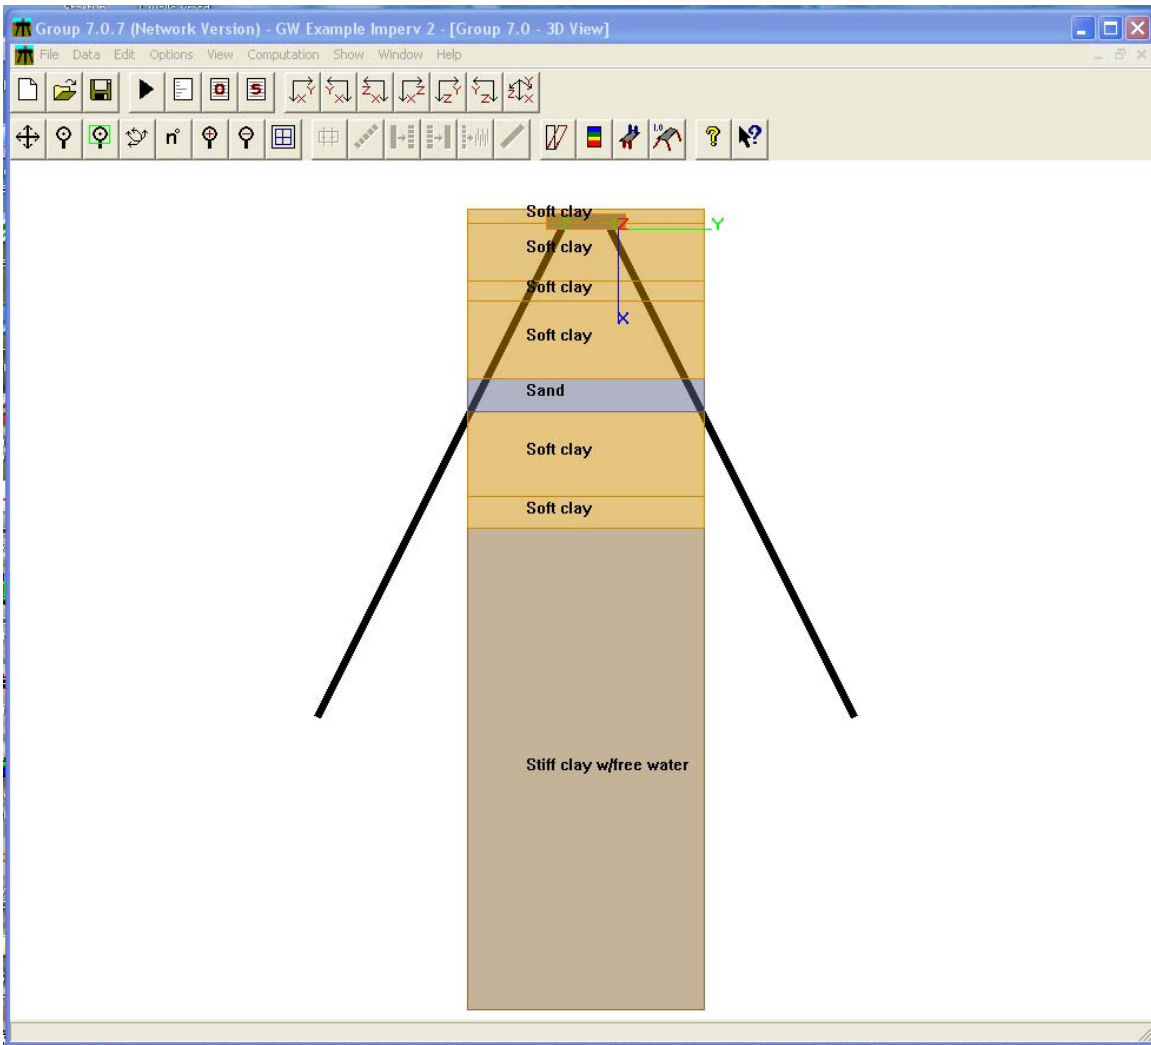 Group 7.0.7 (Network Version) - GW Example Imperv 2 - [Group 7.0 - 3D View]
File Data Edit Options View Computation Show Window Help
n°
1.0
Soft clay
Z
Y
Soft clay
Soft clay
X
Soft clay
Sand
Soft clay
Soft clay
Stiff clay w/free water